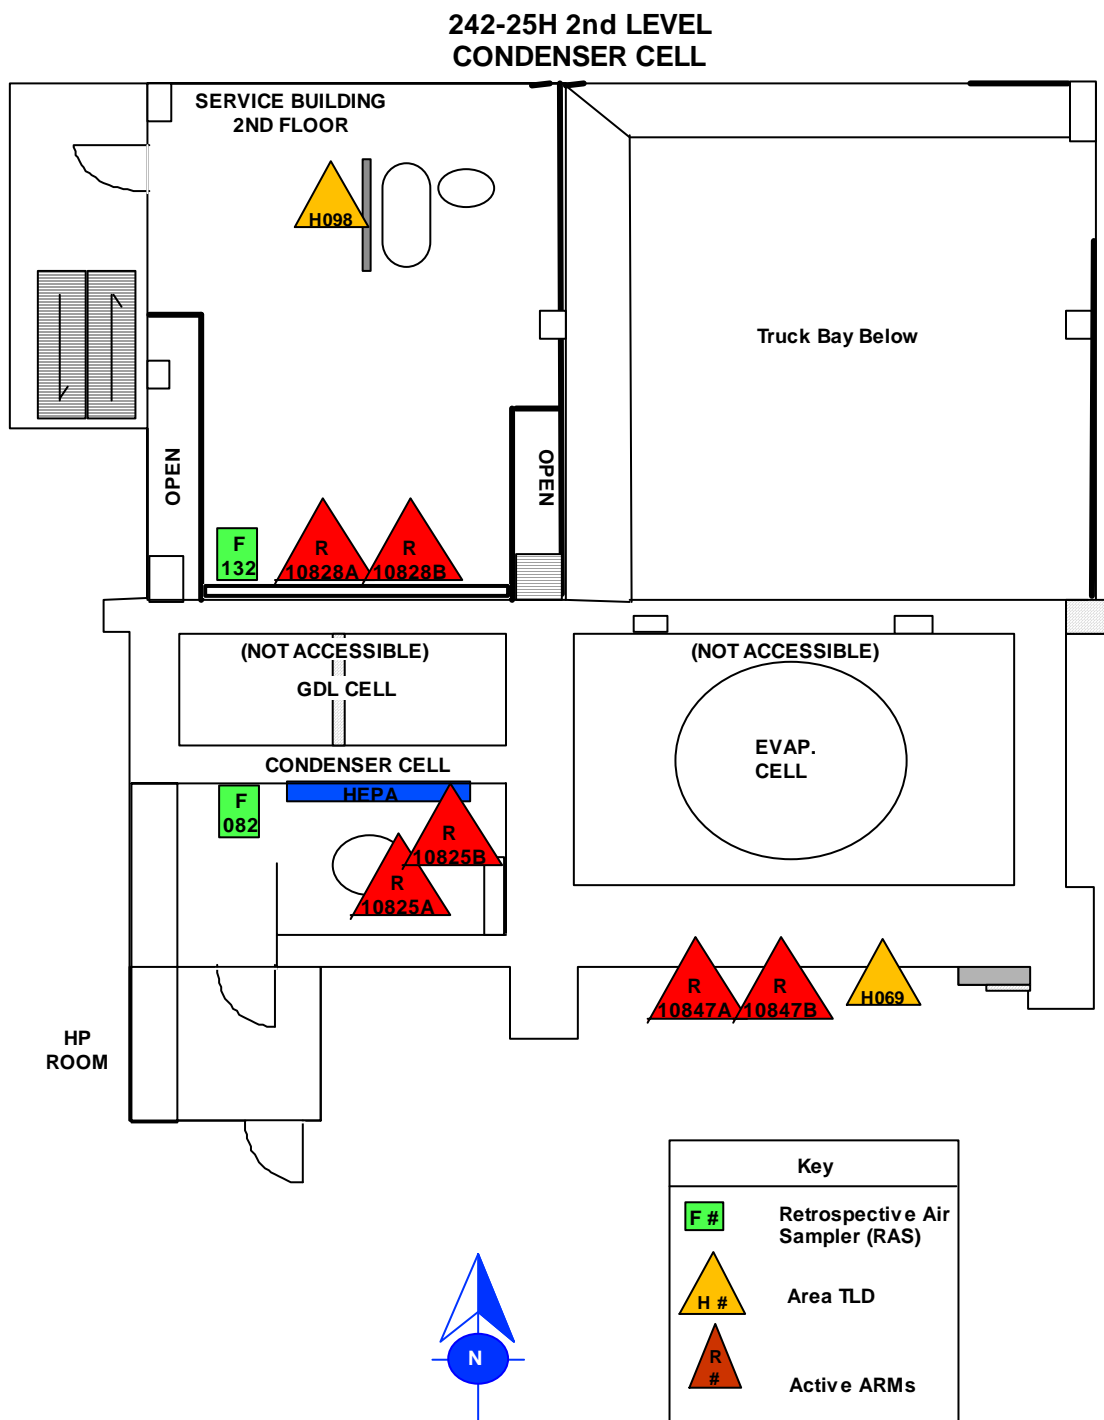 242-25H 2nd LEVEL
CONDENSER CELL
SERVICE BUILDING
2ND FLOOR
H098
Truck Bay Below
OPEN
OPEN
F
132
R
10828A
R
10828B
(NOT ACCESSIBLE)
GDL CELL
(NOT ACCESSIBLE)
EVAP.
CELL
CONDENSER CELL
HEPA
F
082
R
10825B
R
10825A
R
10847A
R
10847B
H069
HP
ROOM
Key
F #
Retrospective Air
Sampler (RAS)
H #
Area TLD
R
#
Active ARMs
N